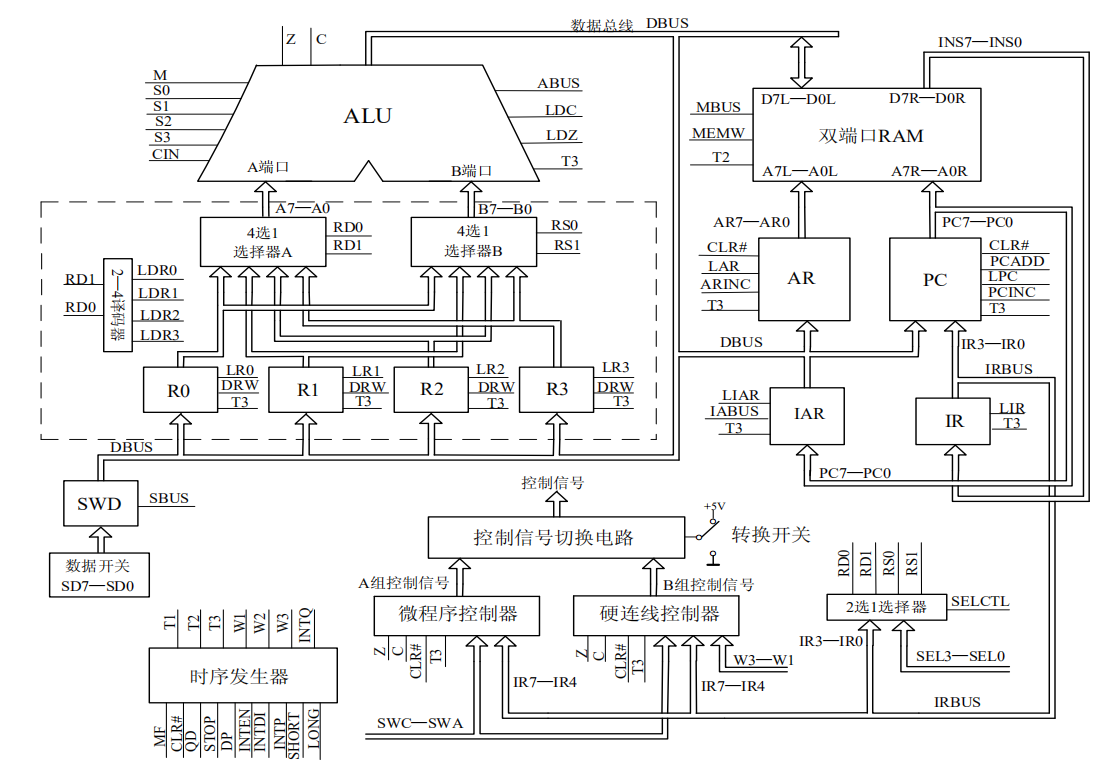 数据总线 DBUS
Z
C
INS7—INS0
M
S0
S1
S2
S3
CIN
ALU
A端口
B端口
ABUS
LDC
LDZ
T3
MBUS
MEMW
T2
D7L—D0L
D7R—D0R
双端口RAM
A7L—A0L
A7R—A0R
A7—A0
B7—B0
4选1
选择器A
RD0
RD1
4选1
选择器B
RS0
RS1
AR7—AR0
PC7—PC0
CLR#
LAR
ARINC
T3
AR
PC
CLR#
PCADD
LPC
PCINC
T3
RD1
RD0
2—4译码器
LDR0
LDR1
LDR2
LDR3
DBUS
IR3—IR0
IRBUS
R0
LR0
DRW
T3
R1
LR1
DRW
T3
R2
LR2
DRW
T3
R3
LR3
DRW
T3
LIAR
IABUS
T3
IAR
IR
LIR
T3
DBUS
PC7—PC0
SWD
SBUS
数据开关
SD7—SD0
控制信号
控制信号切换电路
+5V
转换开关
A组控制信号
B组控制信号
微程序控制器
硬连线控制器
Z
C
CLR#
T3
Z
C
CLR#
T3
W3—W1
IR7—IR4
IR7—IR4
SWC—SWA
RD0
RD1
RS0
RS1
2选1选择器
SELCTL
IR3—IR0
SEL3—SEL0
IRBUS
T1
T2
T3
W1
W2
W3
INTQ
时序发生器
MF
CLR#
QD
STOP
DP
INTEN
INTDI
INTP
SHORT
LONG